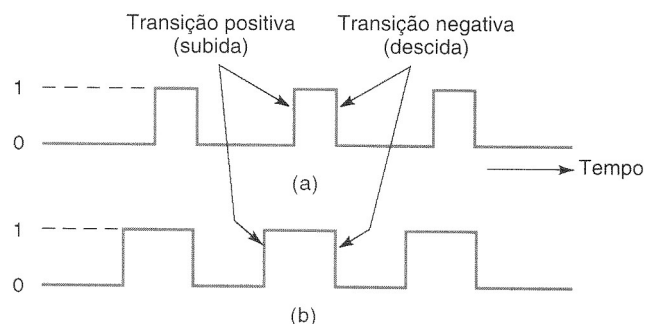 Transição positiva
(subida)
Transição negativa
(descida)
1
0
Tempo
(a)
1
0
(b)